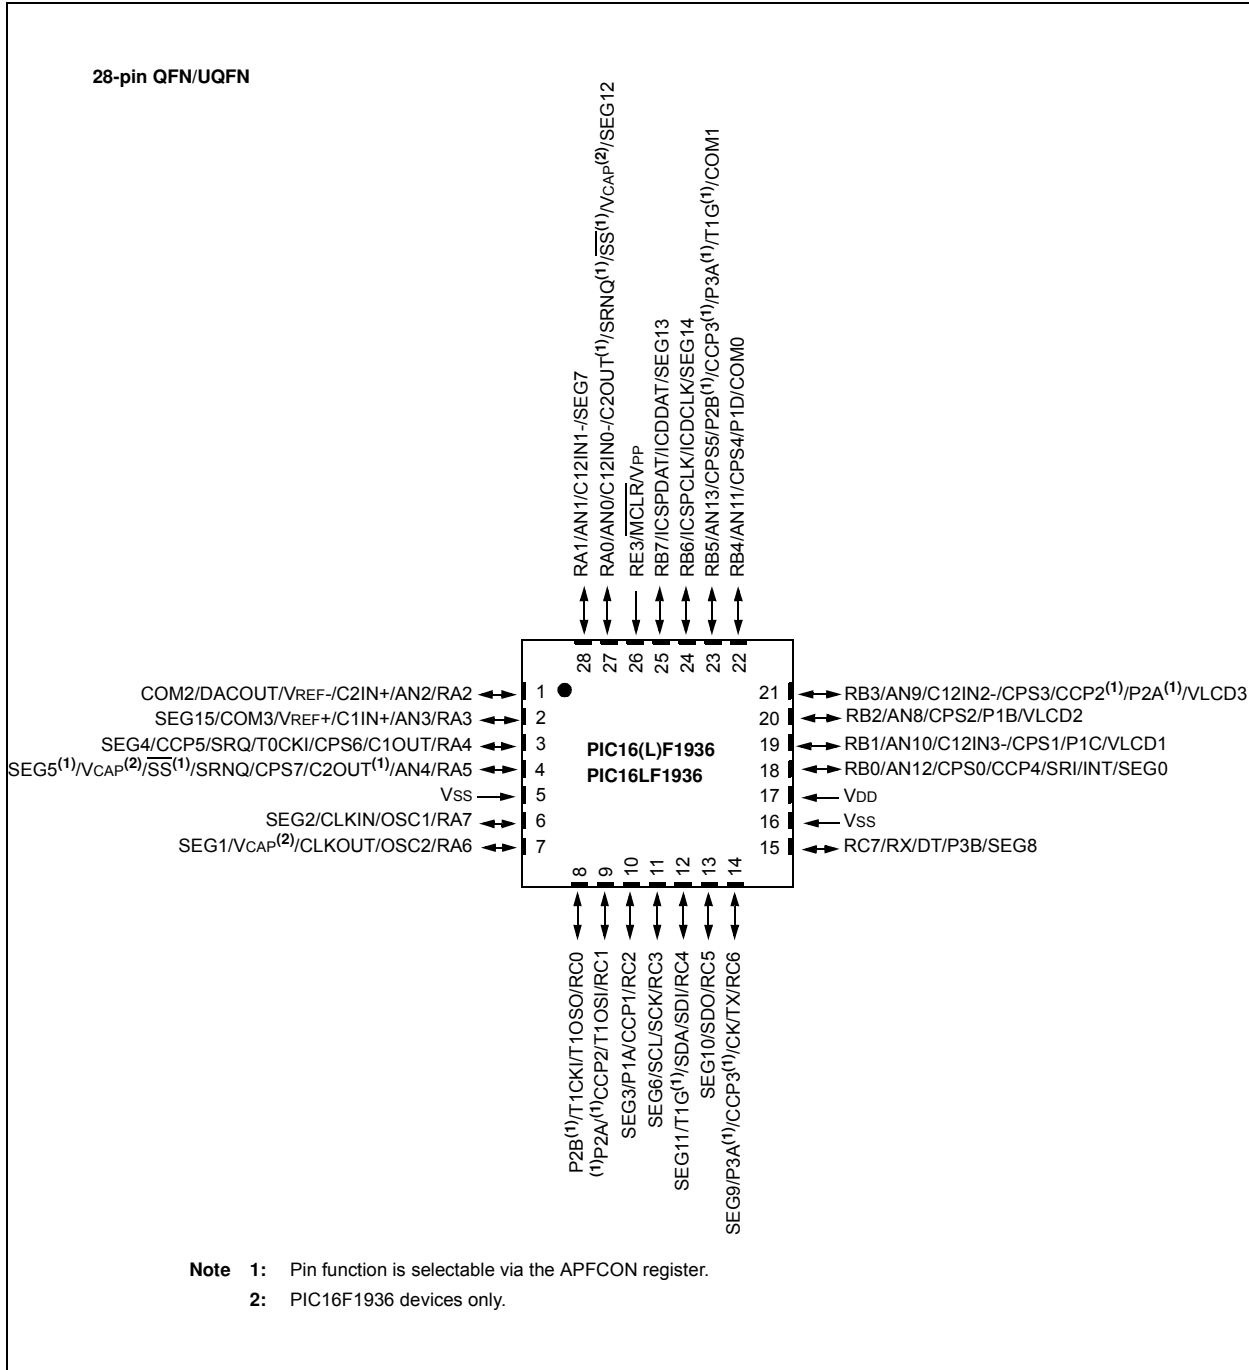 28-pin QFN/UQFN
RA1/AN1/C12IN1-/SEG7
RA0/AN0/C12IN0-/C2OUT(1)/SRNQ(1)/SS(1)/VCAP(2)/SEG12
RE3/MCLR/VPP
RB7/ICSPDAT/ICDDAT/SEG13
RB6/ICSPCLK/ICDCLK/SEG14
RB5/AN13/CPS5/P2B(1)/CCP3(1)/P3A(1)/T1G(1)/COM1
RB4/AN11/CPS4/P1D/COM0
28 27 26 25 24 23 22
COM2/DACOUT/VREF-/C2IN+/AN2/RA2 1
SEG15/COM3/VREF+/C1IN+/AN3/RA3 2
SEG4/CCP5/SRQ/T0CKI/CPS6/C1OUT/RA4 3
SEG5(1)/VCAP(2)/SS(1)/SRNQ/CPS7/C2OUT(1)/AN4/RA5 4
VSS 5
SEG2/CLKIN/OSC1/RA7 6
SEG1/VCAP(2)/CLKOUT/OSC2/RA6 7
PIC16(L)F1936
PIC16LF1936
21 RB3/AN9/C12IN2-/CPS3/CCP2(1)/P2A(1)/VLCD3
20 RB2/AN8/CPS2/P1B/VLCD2
19 RB1/AN10/C12IN3-/CPS1/P1C/VLCD1
18 RB0/AN12/CPS0/CCP4/SRI/INT/SEG0
17 VDD
16 VSS
15 RC7/RX/DT/P3B/SEG8
8 9 10 11 12 13 14
P2B(1)/T1CKI/T1OSO/RC0
(1)P2A/(1)CCP2/T1OSI/RC1
SEG3/P1A/CCP1/RC2
SEG6/SCL/SCK/RC3
SEG11/T1G(1)/SDA/SDI/RC4
SEG10/SDO/RC5
SEG9/P3A(1)/CCP3(1)/CK/TX/RC6
Note 1: Pin function is selectable via the APFCON register.
2: PIC16F1936 devices only.